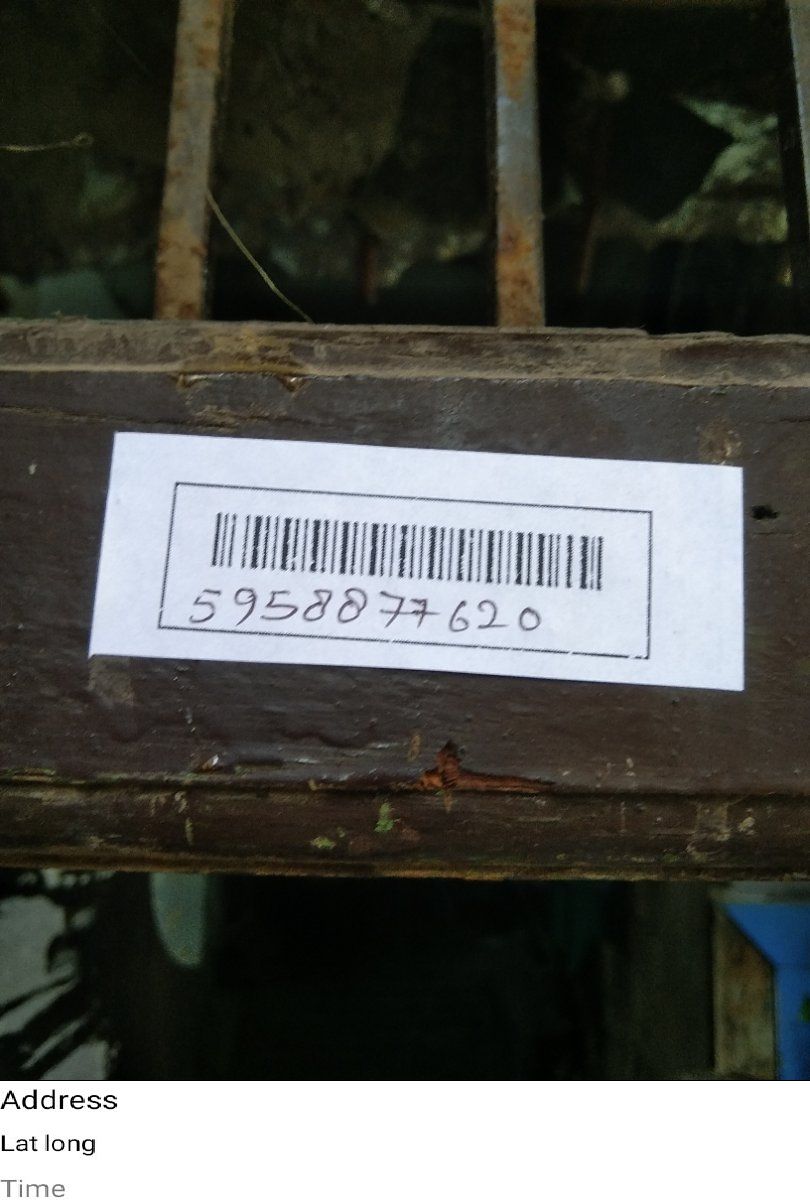 5958877620
Address
Lat long
Time